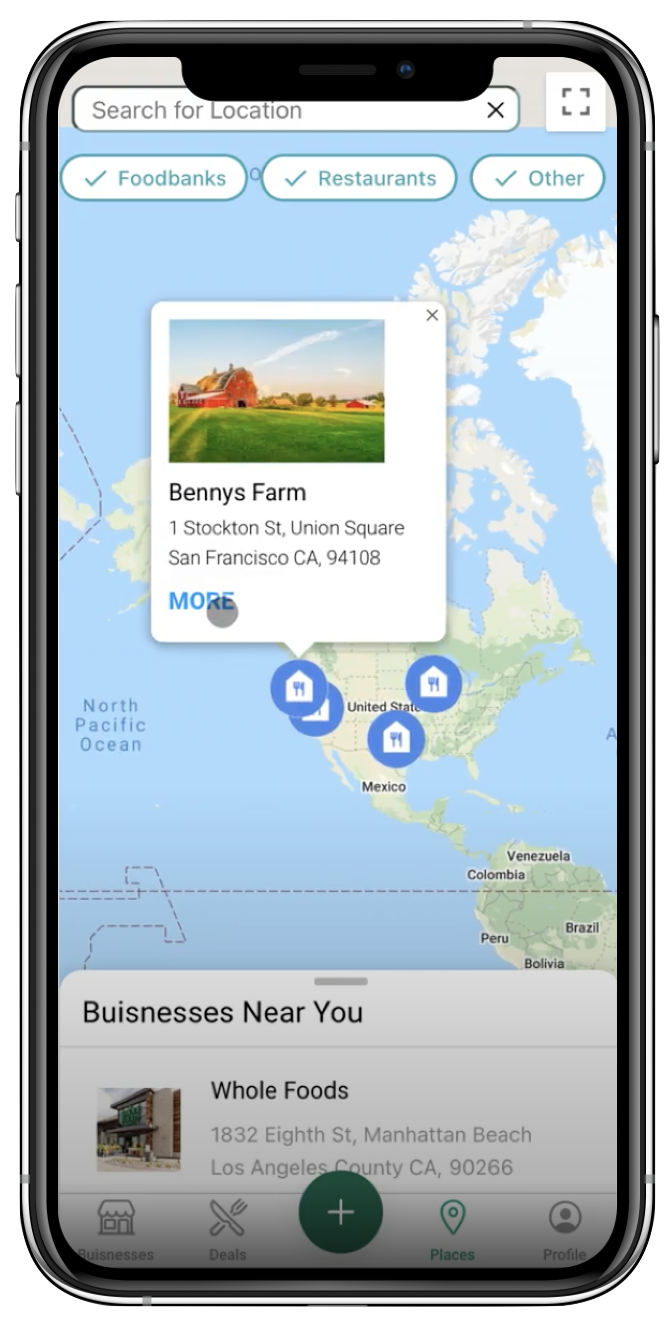 Search for Location
Foodbanks
O
Restaurants
Other
Bennys Farm
1 Stockton St, Union Square
San Francisco CA, 94108
MORE
North
Pacific
Ocean
United State
A
Mexico
Venezuela
Colombia
Brazil
Peru
Bolivia
Buisnesses Near You
Whole Foods
1832 Eighth St, Manhattan Beach
Los Angeles County CA, 90266
Buisnesses
Deals
Places
Profile